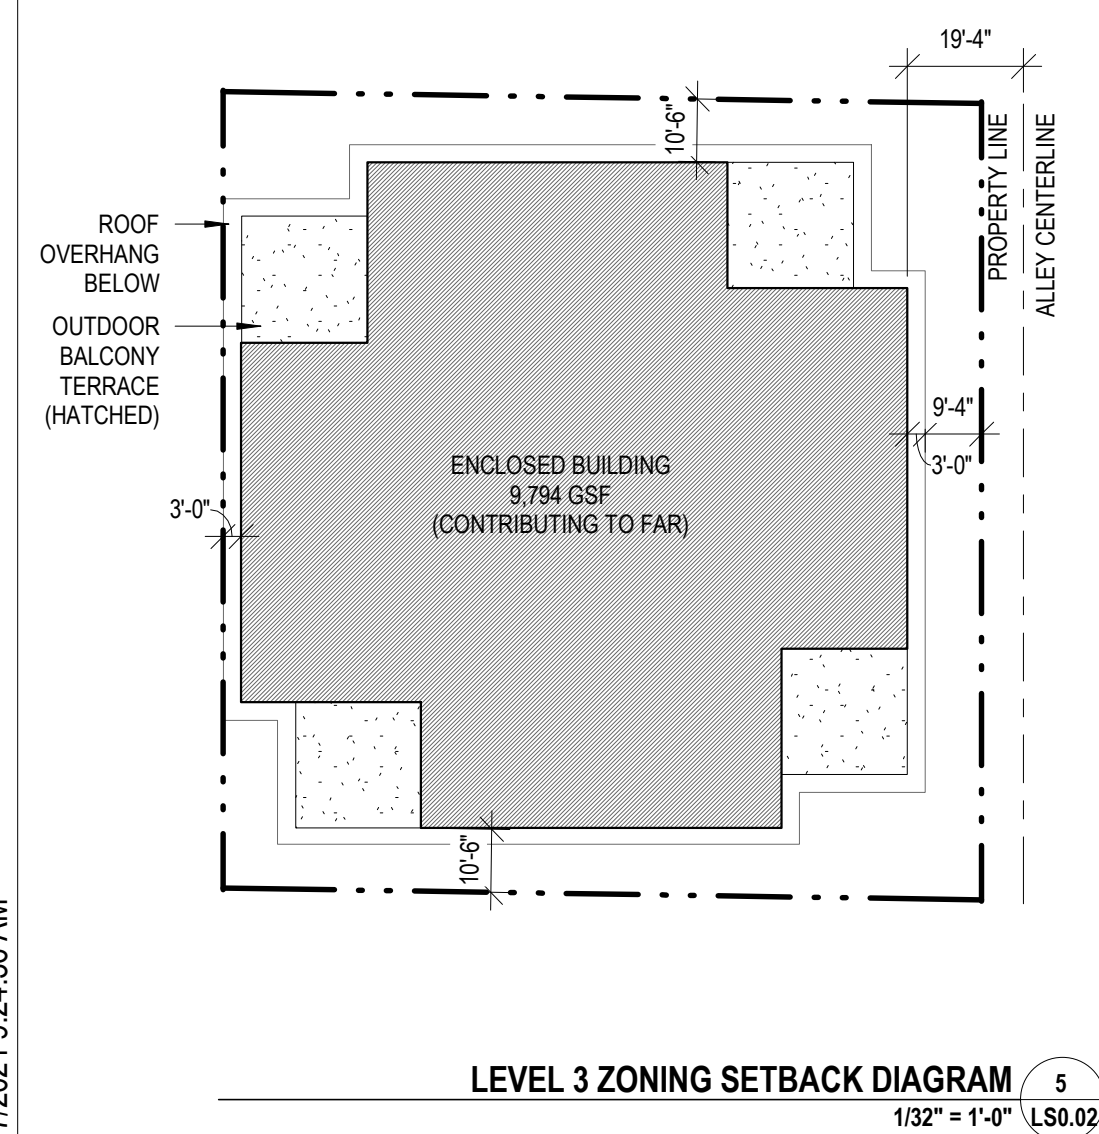 19'-4"
10'-6"
PROPERTY LINE
ALLEY CENTERLINE
ROOF
OVERHANG
BELOW
OUTDOOR
BALCONY
TERRACE
(HATCHED)
9'-4"
3'-0"
ENCLOSED BUILDING
9,794 GSF
(CONTRIBUTING TO FAR)
3'-0"
10'-6"
LEVEL 3 ZONING SETBACK DIAGRAM
5
1/32" = 1'-0"
LS0.02